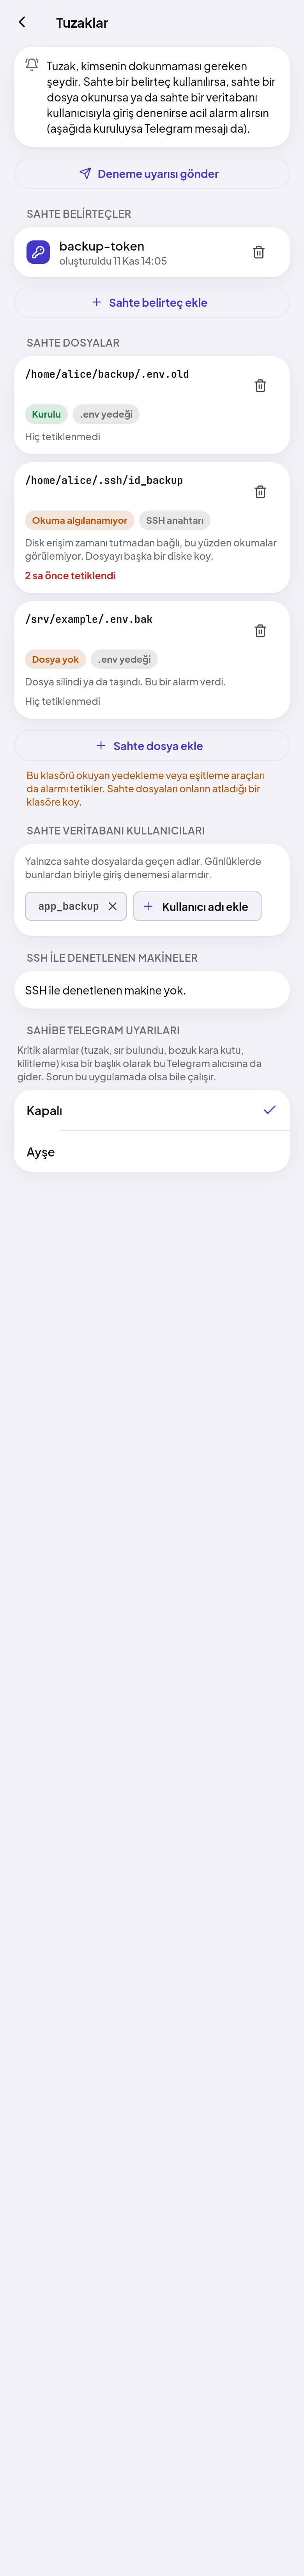 Tuzaklar
Tuzak, kimsenin dokunmaması gereken
şeydir. Sahte bir belirteç kullanılırsa, sahte bir
dosya okunursa ya da sahte bir veritabanı
kullanıcısıyla giriş denenirse acil alarm alırsın
(aşağıda kuruluysa Telegram mesajı da).
Deneme uyarısı gönder
SAHTE BELİRTEÇLER
backup-token
oluşturuldu 11 Kas 14:05
Sahte belirteç ekle
SAHTE DOSYALAR
/home/alice/backup/.env.old
Kurulu .env yedeği
Hiç tetiklenmedi
/home/alice/.ssh/id_backup
Okuma algılanamıyor SSH anahtarı
Disk erişim zamanı tutmadan bağlı, bu yüzden okumalar
görülemiyor. Dosyayı başka bir diske koy.
2 sa önce tetiklendi
/srv/example/.env.bak
Dosya yok .env yedeği
Dosya silindi ya da taşındı. Bu bir alarm verdi.
Hiç tetiklenmedi
Sahte dosya ekle
Bu klasörü okuyan yedekleme veya eşitleme araçları
da alarmı tetikler. Sahte dosyaları onların atladığı bir
klasöre koy.
SAHTE VERİTABANI KULLANICILARI
Yalnızca sahte dosyalarda geçen adlar. Günlüklerde
bunlardan biriyle giriş denemesi alarmdır.
app_backup
Kullanıcı adı ekle
SSH İLE DENETLENEN MAKİNELER
SSH ile denetlenen makine yok.
SAHİBE TELEGRAM UYARILARI
Kritik alarmlar (tuzak, sır bulundu, bozuk kara kutu,
kilitleme) kısa bir başlık olarak bu Telegram alıcısına da
gider. Sorun bu uygulamada olsa bile çalışır.
Kapalı
Ayşe